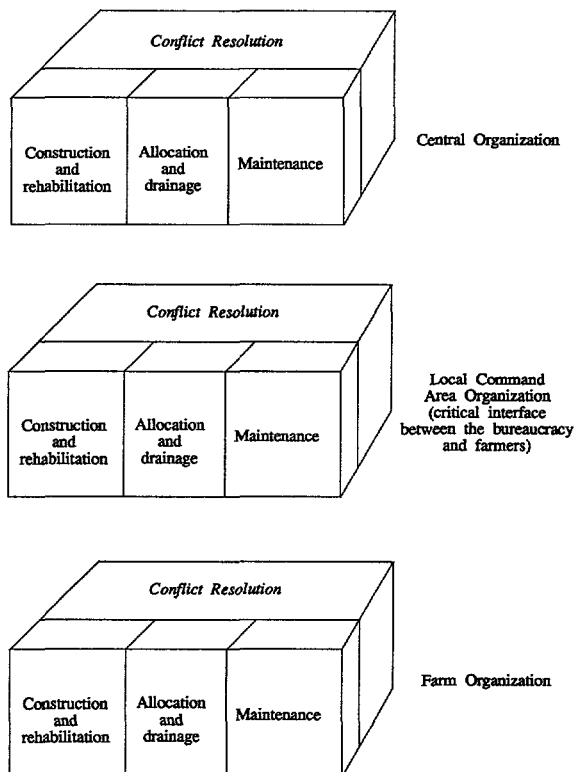 Conflict Resolution
Construction
and
rehabilitation
Allocation
and
drainage
Maintenance
Central Organization
Conflict Resolution
Construction
and
rehabilitation
Allocation
and
drainage
Maintenance
Local Command
Area Organization
(critical interface
between the bureaucracy
and farmers)
Conflict Resolution
Construction
and
rehabilitation
Allocation
and
drainage
Maintenance
Farm Organization